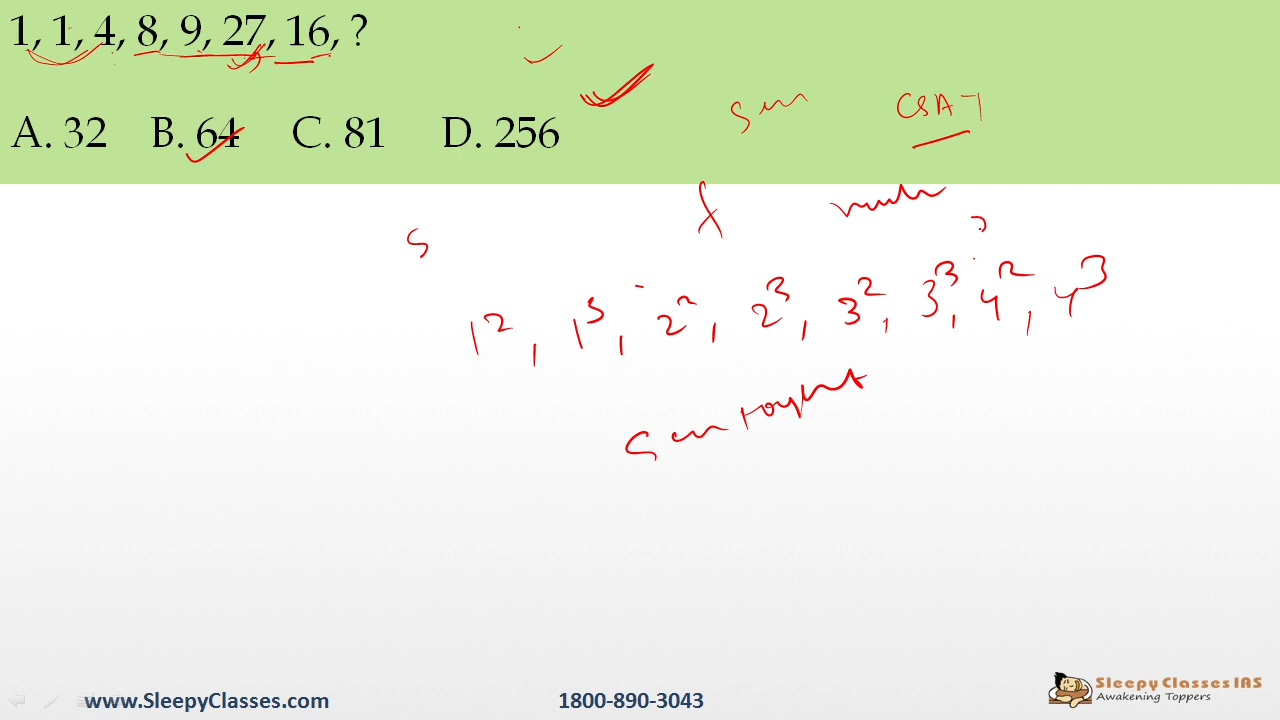 1, 1, 4, 8, 9, 27, 16, ?
A. 32 B. 64 C. 81 D. 256
CSAT
S
?
1², 1³, 2², 2³, 3², 3³, 4², 4³
www.SleepyClasses.com
1800-890-3043
Sleepy Classes IAS
Awakening Toppers